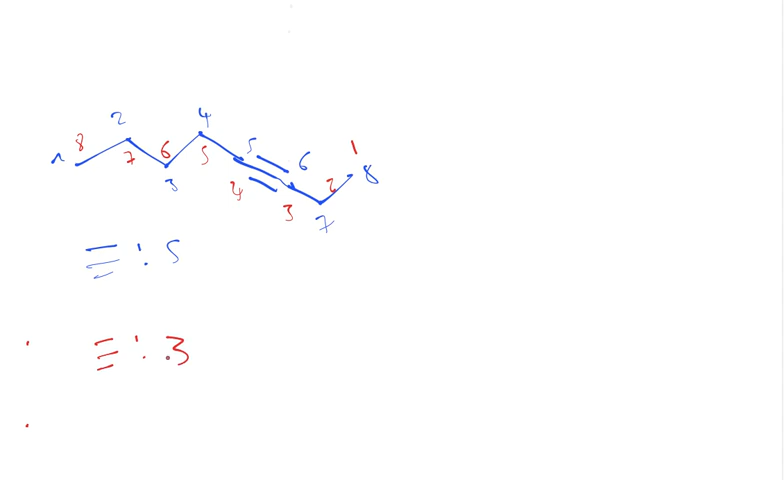 2 4
8 6 5 1
1 7 5 6 2 8
3 4 3
7
≡ : 5
≡ : 3